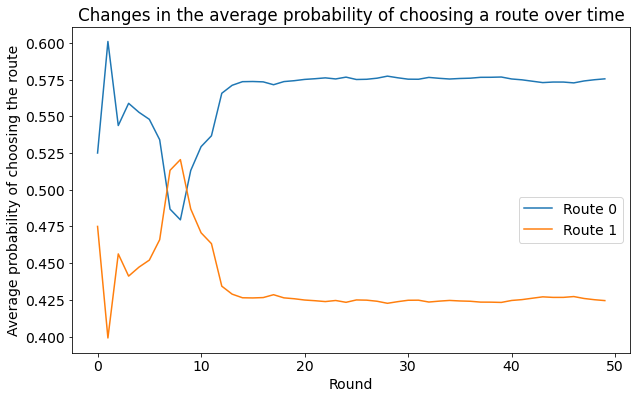 Changes in the average probability of choosing a route over time
Average probability of choosing the route
0.600
0.575
0.550
0.525
0.500
0.475
0.450
0.425
0.400
Route 0
Route 1
0 10 20 30 40 50
Round